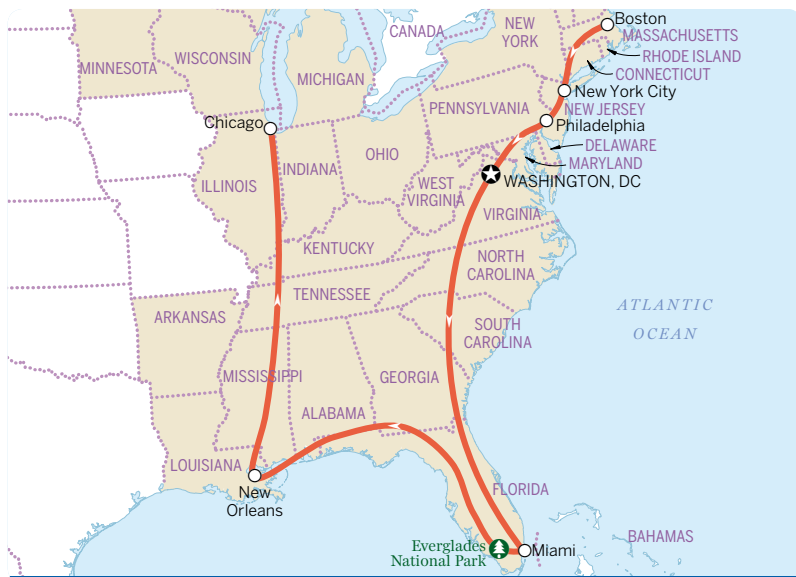 Boston
CANADA
NEW
YORK
MASSACHUSETTS
WISCONSIN
RHODE ISLAND
MINNESOTA
MICHIGAN
CONNECTICUT
New York City
PENNSYLVANIA
NEW JERSEY
Chicago
Philadelphia
OHIO
DELAWARE
INDIANA
MARYLAND
ILLINOIS
WEST
VIRGINIA
WASHINGTON, DC
VIRGINIA
KENTUCKY
NORTH
CAROLINA
TENNESSEE
ATLANTIC
OCEAN
ARKANSAS
SOUTH
CAROLINA
MISSISSIPPI
GEORGIA
ALABAMA
LOUISIANA
New
Orleans
FLORIDA
BAHAMAS
Everglades
National Park
Miami